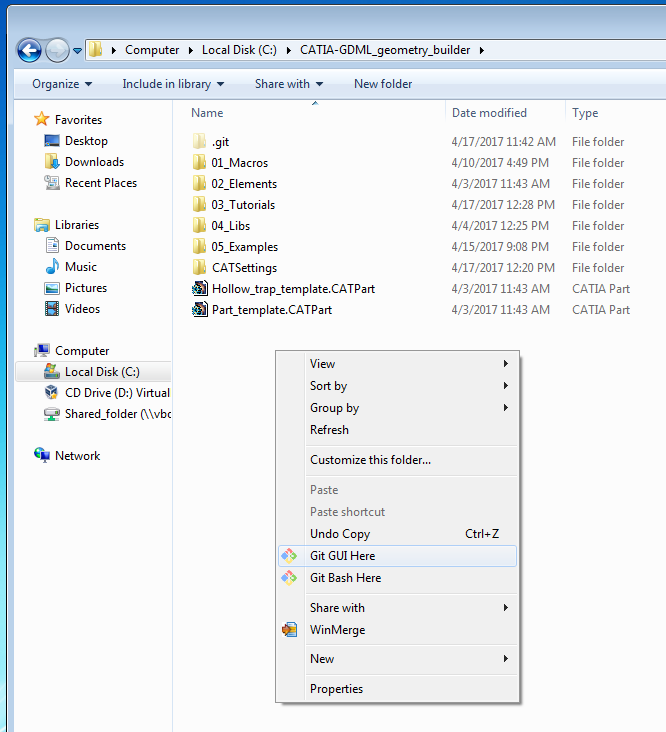 Computer Local Disk (C:) CATIA-GDML_geometry_builder
Organize Include in library Share with New folder
Favorites
Desktop
Downloads
Recent Places
Libraries
Documents
Music
Pictures
Videos
Computer
Local Disk (C:)
CD Drive (D:) Virtual
Shared_folder (\\vbo
Network
Name Date modified Type
.git 4/17/2017 11:42 AM File folder
01_Macros 4/10/2017 4:49 PM File folder
02_Elements 4/3/2017 11:43 AM File folder
03_Tutorials 4/17/2017 12:28 PM File folder
04_Libs 4/4/2017 12:25 PM File folder
05_Examples 4/15/2017 9:08 PM File folder
CATSettings 4/17/2017 12:20 PM File folder
Hollow_trap_template.CATPart 4/3/2017 11:43 AM CATIA Part
Part_template.CATPart 4/3/2017 11:43 AM CATIA Part
View
Sort by
Group by
Refresh
Customize this folder...
Paste
Paste shortcut
Undo Copy Ctrl+Z
Git GUI Here
Git Bash Here
Share with
WinMerge
New
Properties